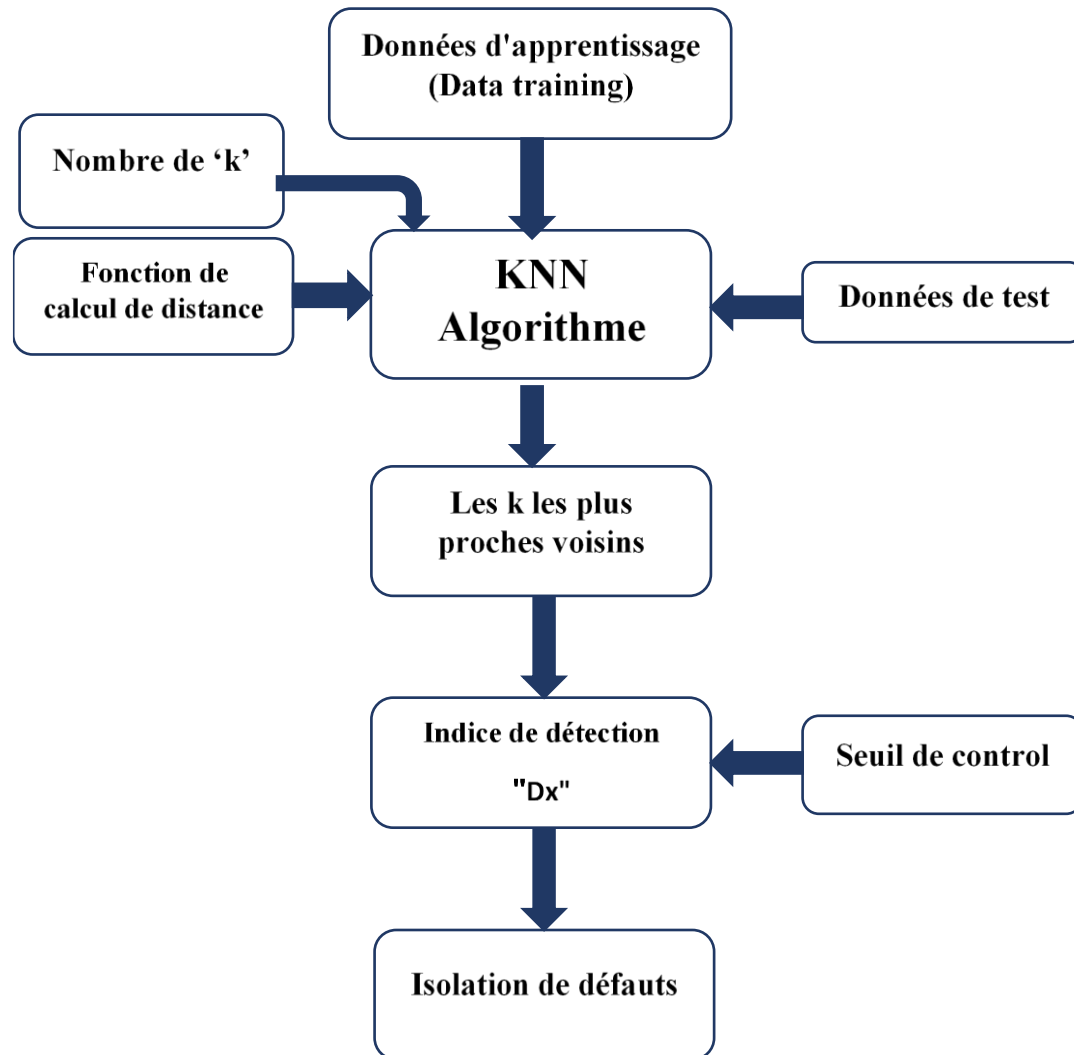 Données d'apprentissage
(Data training)
Nombre de ‘k’
Fonction de
calcul de distance
KNN
Algorithme
Données de test
Les k les plus
proches voisins
Indice de détection
"Dx"
Seuil de control
Isolation de défauts